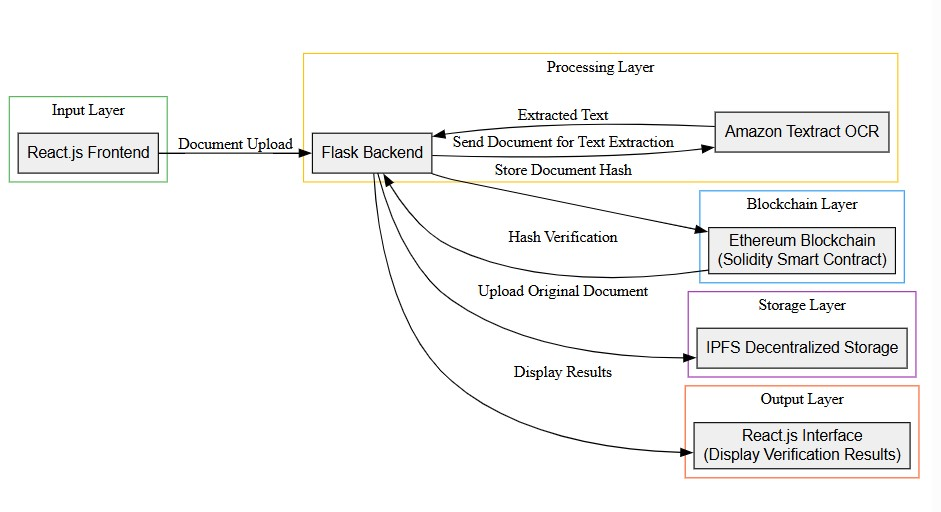 Processing Layer
Input Layer
React.js Frontend
Document Upload
Flask Backend
Extracted Text
Send Document for Text Extraction
Amazon Textract OCR
Store Document Hash
Blockchain Layer
Ethereum Blockchain
(Solidity Smart Contract)
Hash Verification
Upload Original Document
Storage Layer
IPFS Decentralized Storage
Display Results
Output Layer
React.js Interface
(Display Verification Results)